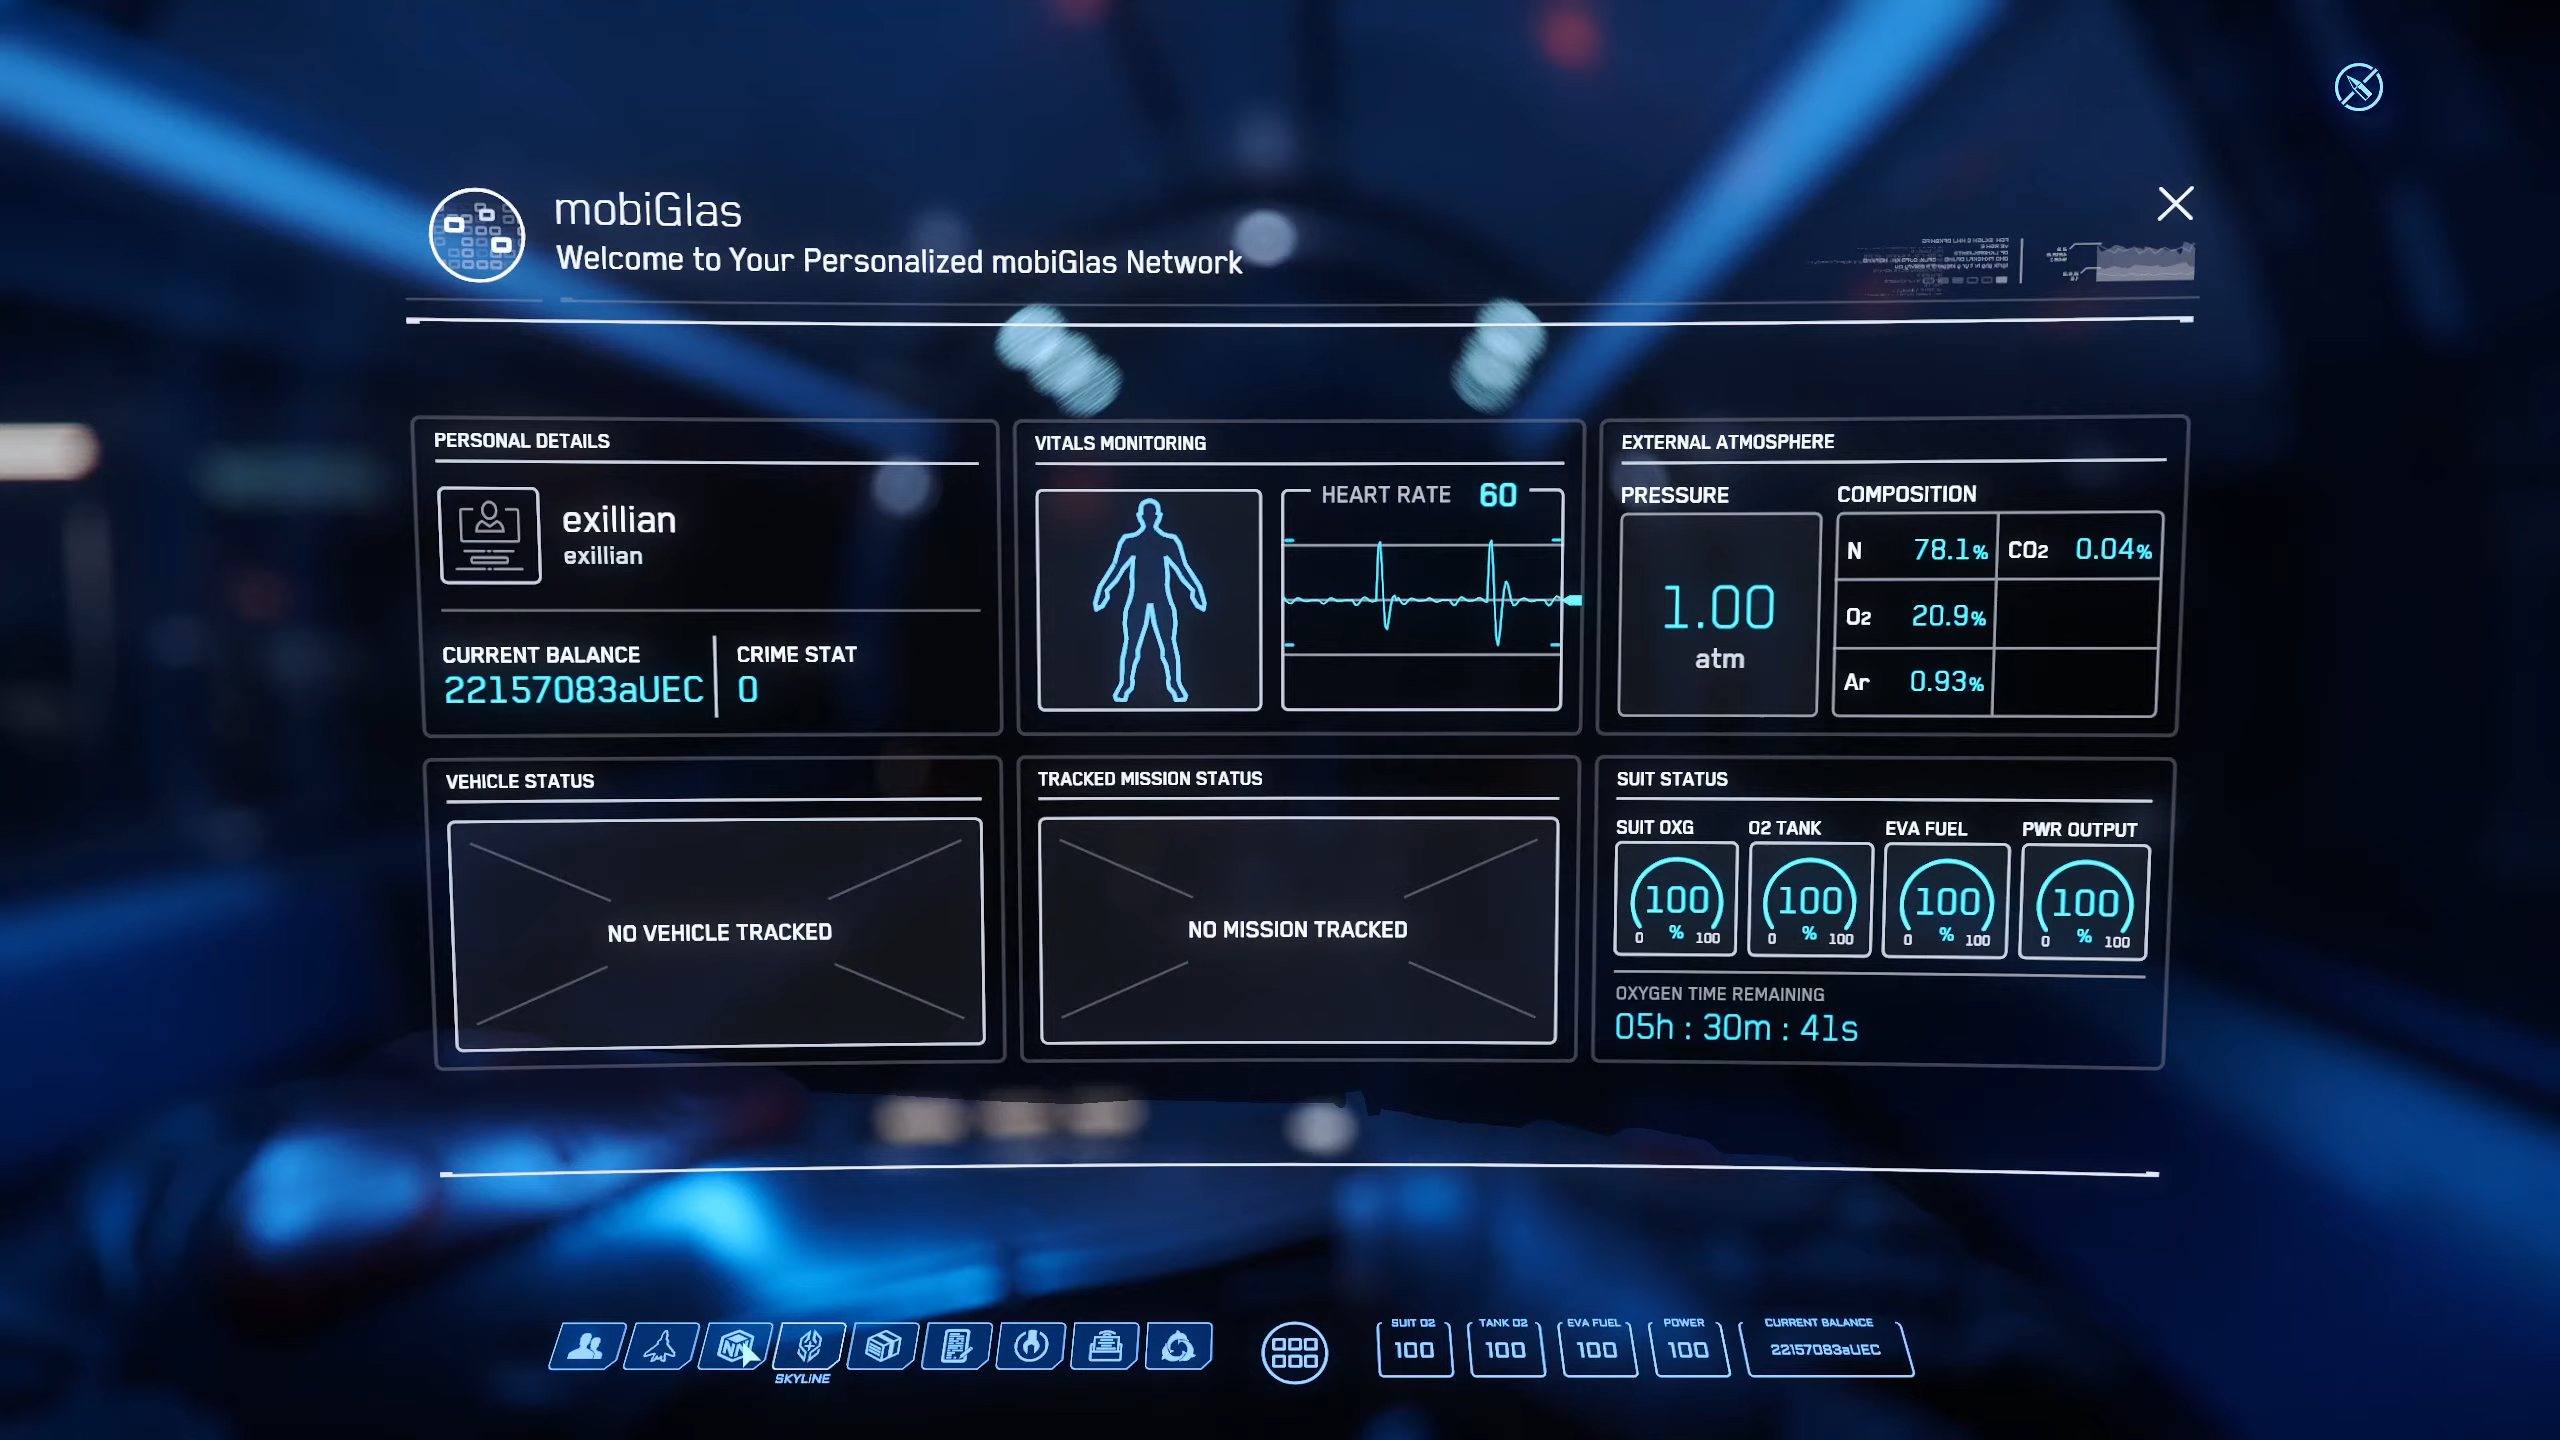 mobiGlas
Welcome to Your Personalized mobiGlas Network
PERSONAL DETAILS
exillian
exillian
CURRENT BALANCE
22157083aUEC
CRIME STAT
0
VITALS MONITORING
HEART RATE 60
EXTERNAL ATMOSPHERE
PRESSURE
1.00
atm
COMPOSITION
N 78.1% CO2 0.04%
O2 20.9%
Ar 0.93%
VEHICLE STATUS
NO VEHICLE TRACKED
TRACKED MISSION STATUS
NO MISSION TRACKED
SUIT STATUS
SUIT OXG O2 TANK EVA FUEL PWR OUTPUT
100 100 100 100
0 % 100 0 % 100 0 % 100 0 % 100
OXYGEN TIME REMAINING
05h : 30m : 41s
SKYLINE
SUIT O2 TANK O2 EVA FUEL POWER CURRENT BALANCE
100 100 100 100 22157083aUEC